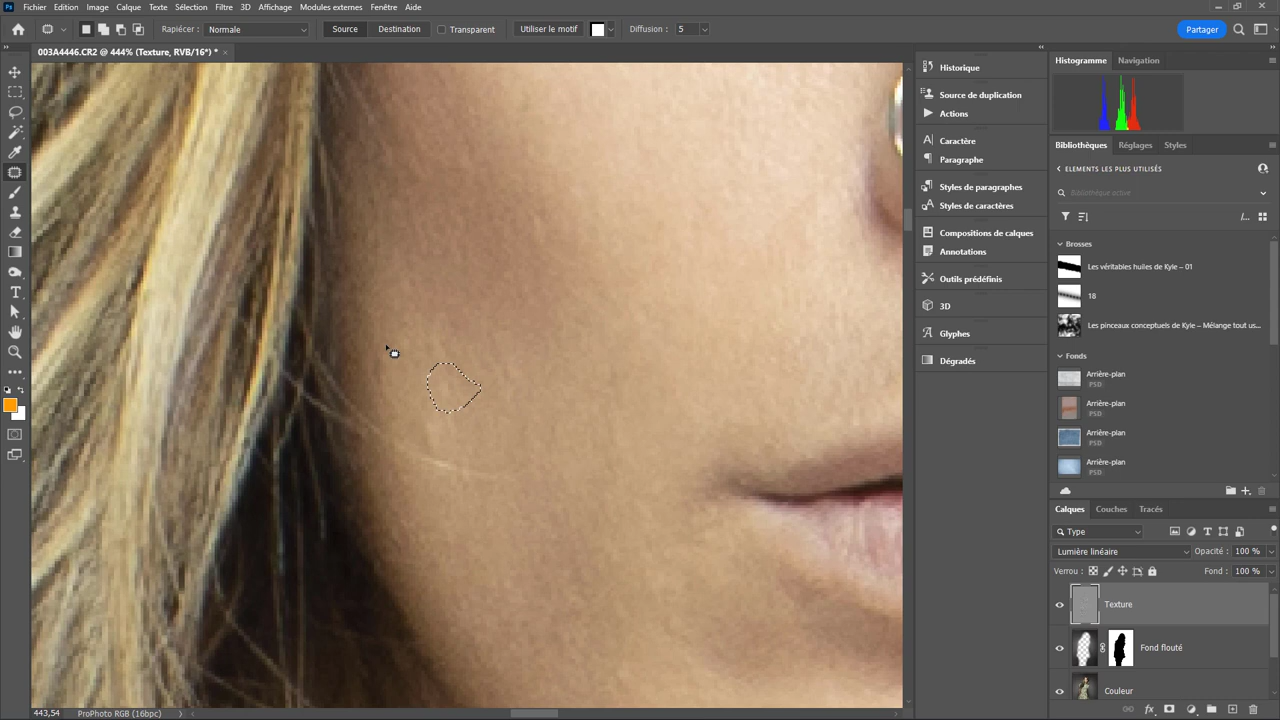 Ps Fichier Edition Image Calque Texte Sélection Filtre 3D Affichage Modules externes Fenêtre Aide
Rapiécer : Normale Source Destination Transparent Utiliser le motif Diffusion : 5 Partager
003A4446.CR2 @ 444% (Texture, RVB/16*) * ×
Historique
Source de duplication
Actions
Caractère
Paragraphe
Styles de paragraphes
Styles de caractères
Compositions de calques
Annotations
Outils prédéfinis
3D
Glyphes
Dégradés
Histogramme Navigation
Bibliothèques Réglages Styles
ELEMENTS LES PLUS UTILISÉS
Bibliothèque active
Brosses
Les véritables huiles de Kyle – 01
18
Les pinceaux conceptuels de Kyle – Mélange tout us...
Fonds
Arrière-plan
PSD
Arrière-plan
PSD
Arrière-plan
PSD
Arrière-plan
PSD
Calques Couches Tracés
Type
Lumière linéaire Opacité : 100 %
Verrou : Fond : 100 %
Texture
Fond flouté
Couleur
443,54 ProPhoto RGB (16bpc)